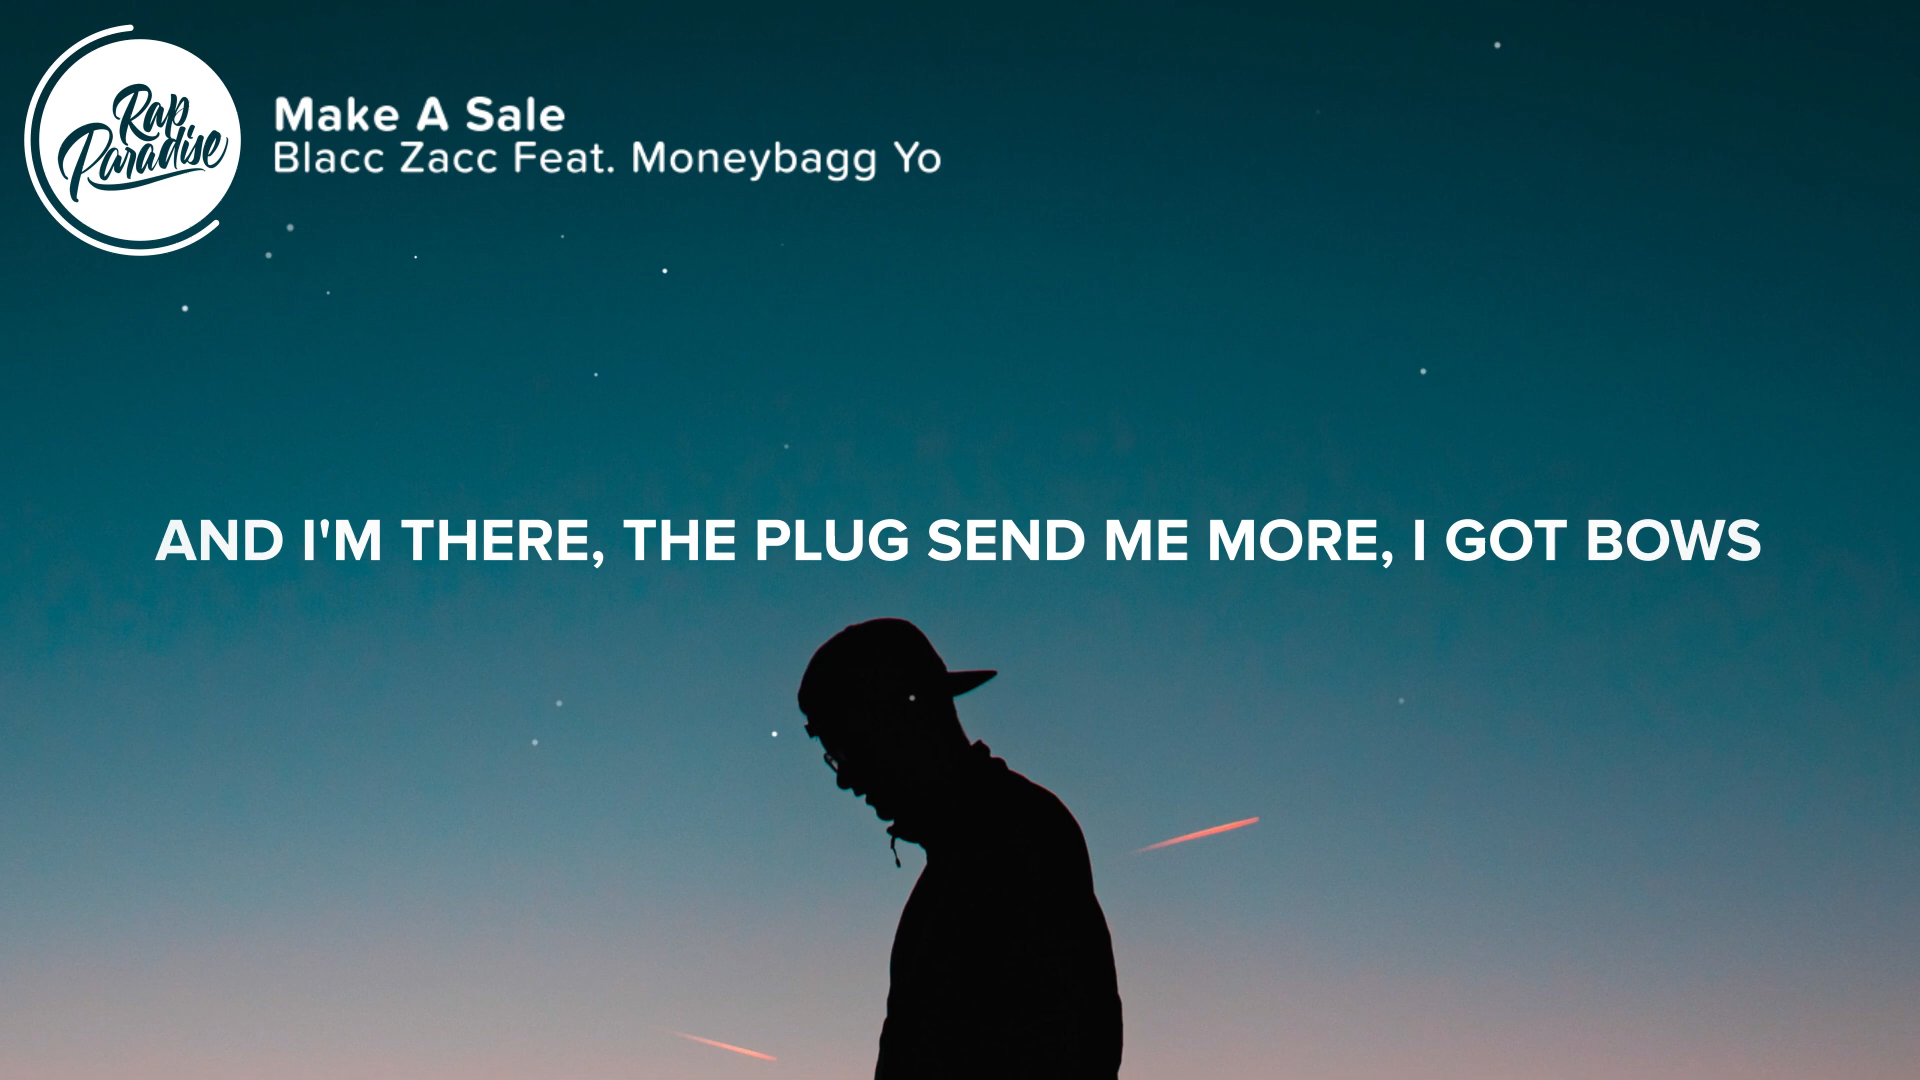 Rap
Paradise
Make A Sale
Blacc Zacc Feat. Moneybagg Yo
AND I'M THERE, THE PLUG SEND ME MORE, I GOT BOWS